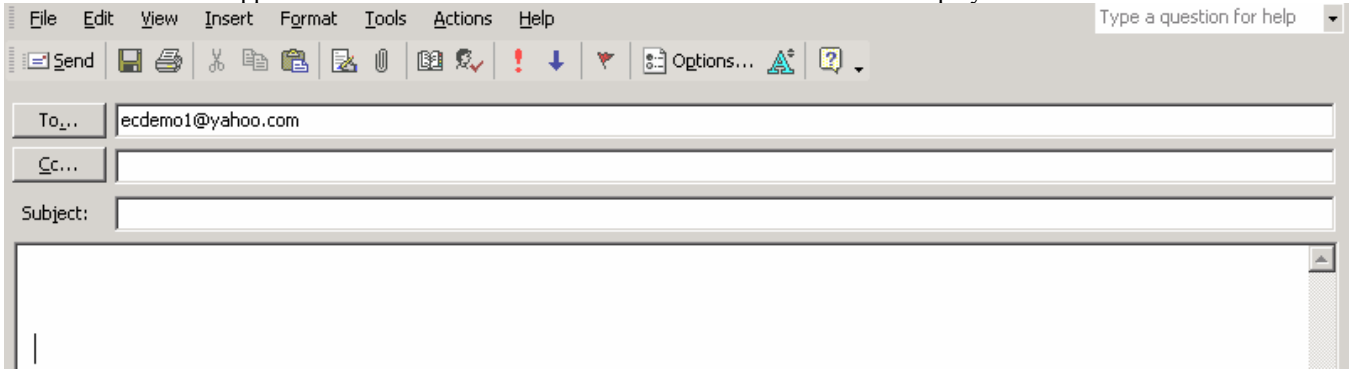 File Edit View Insert Format Tools Actions Help Type a question for help
Send Options...
To... ecdemo1@yahoo.com
Cc...
Subject: